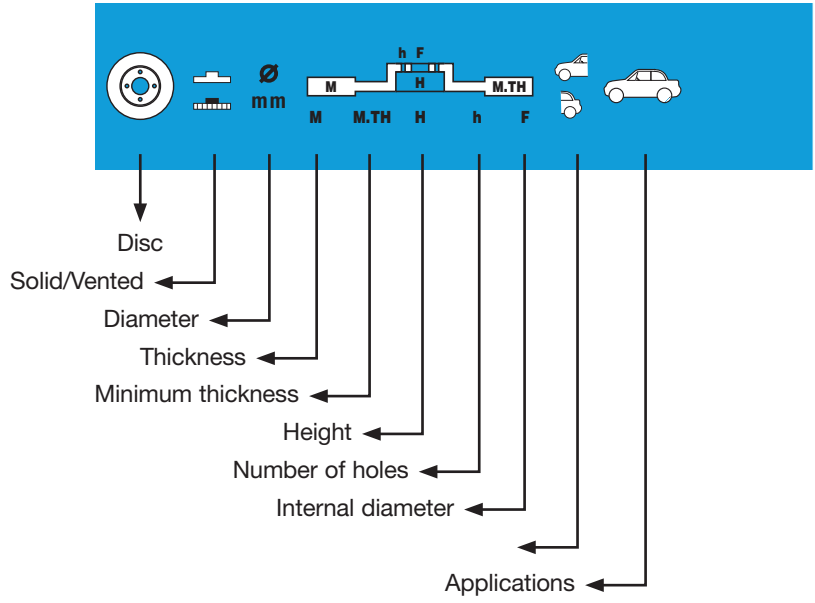 h F
Ø
M H M.TH
mm
M M.TH H h F
Disc
Solid/Vented
Diameter
Thickness
Minimum thickness
Height
Number of holes
Internal diameter
Applications